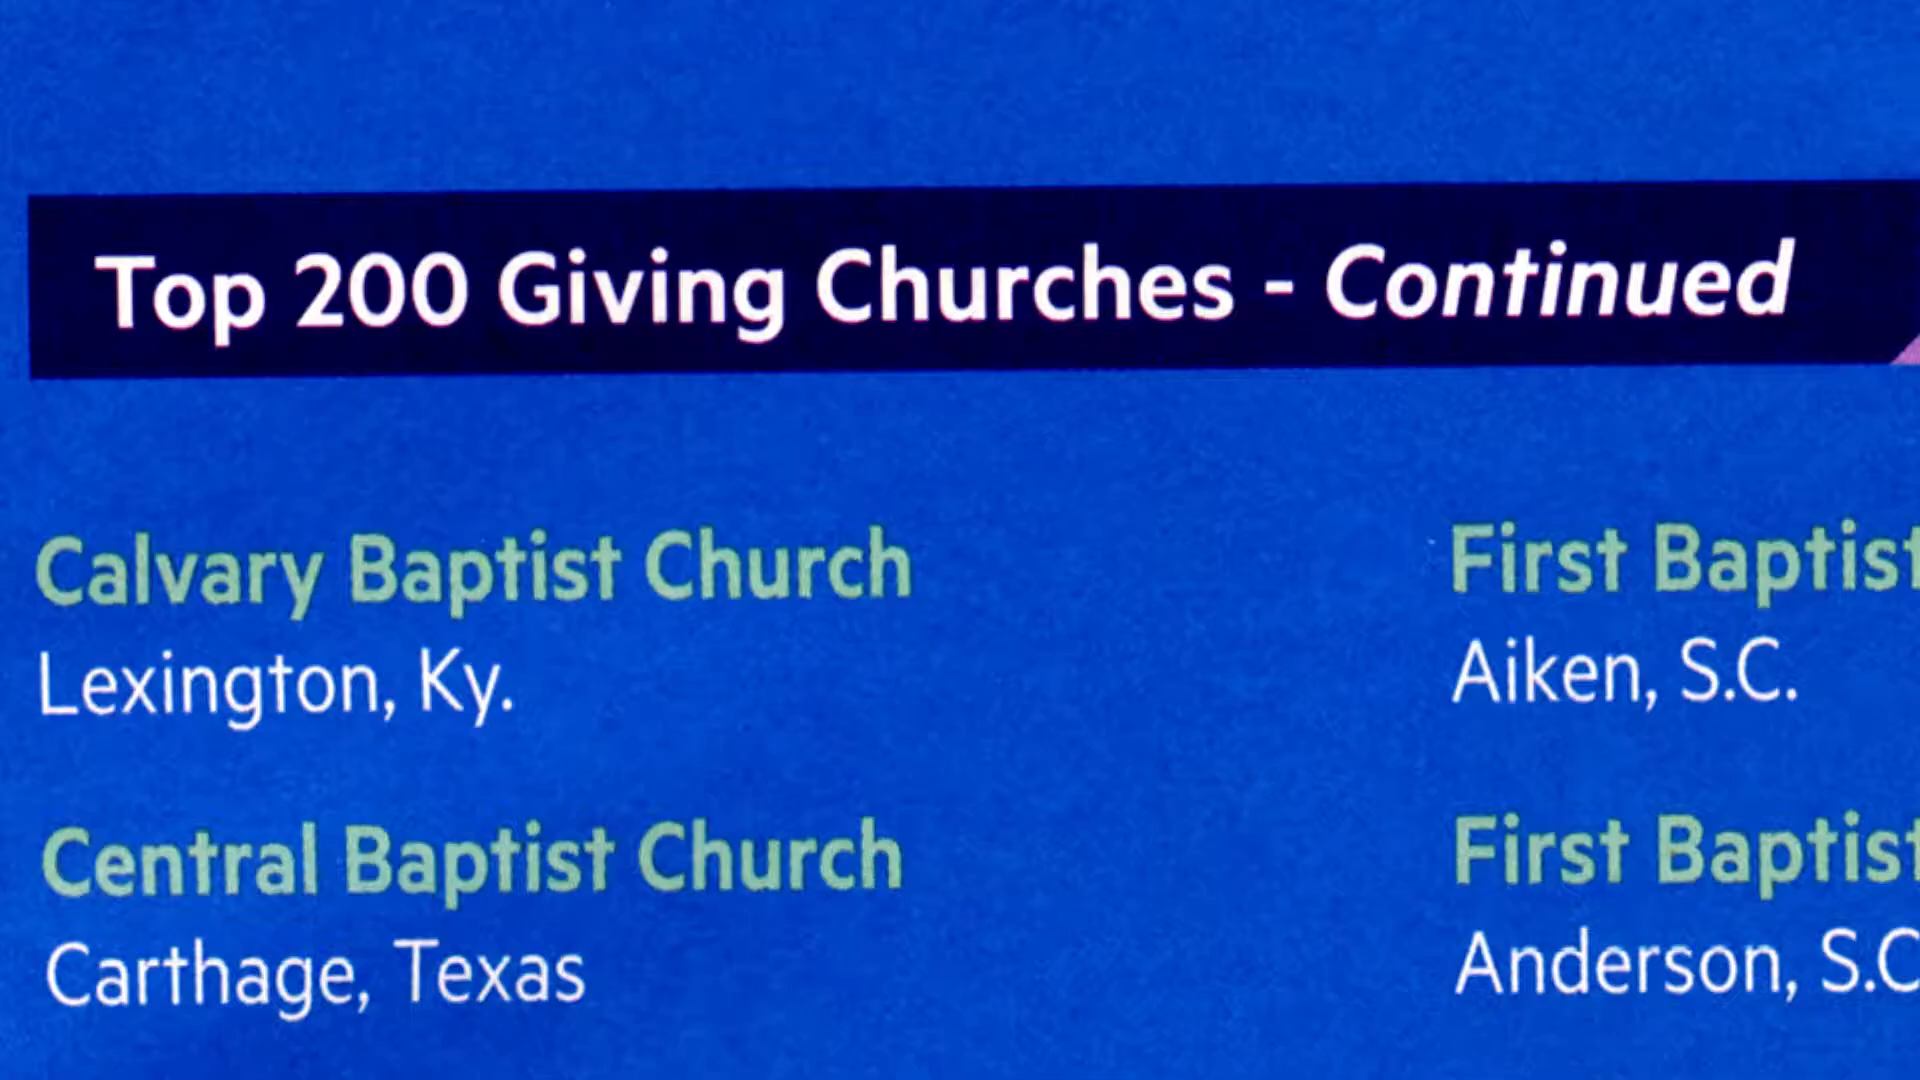 Top 200 Giving Churches - Continued
Calvary Baptist Church
Lexington, Ky.
Central Baptist Church
Carthage, Texas
First Baptist
Aiken, S.C.
First Baptist
Anderson, S.C